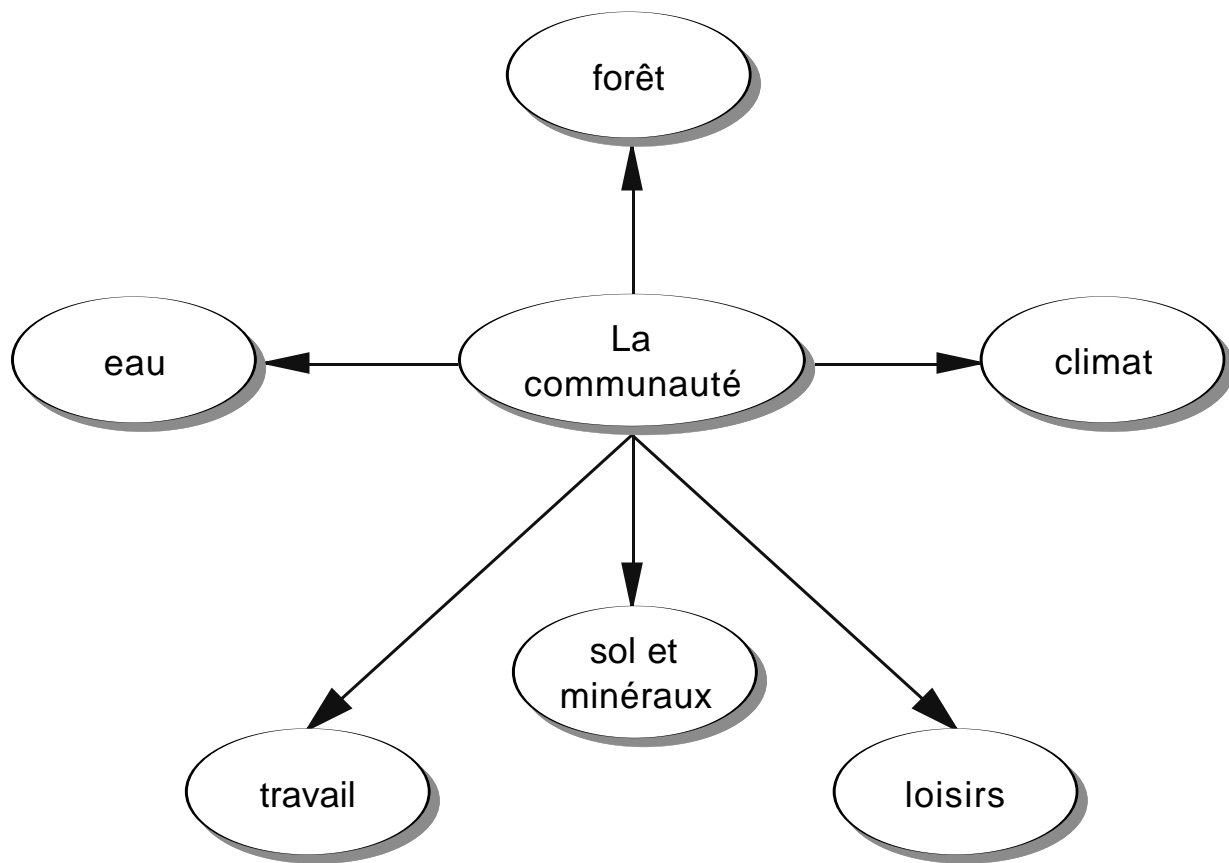 forêt
eau
La
communauté
climat
sol et
minéraux
travail
loisirs